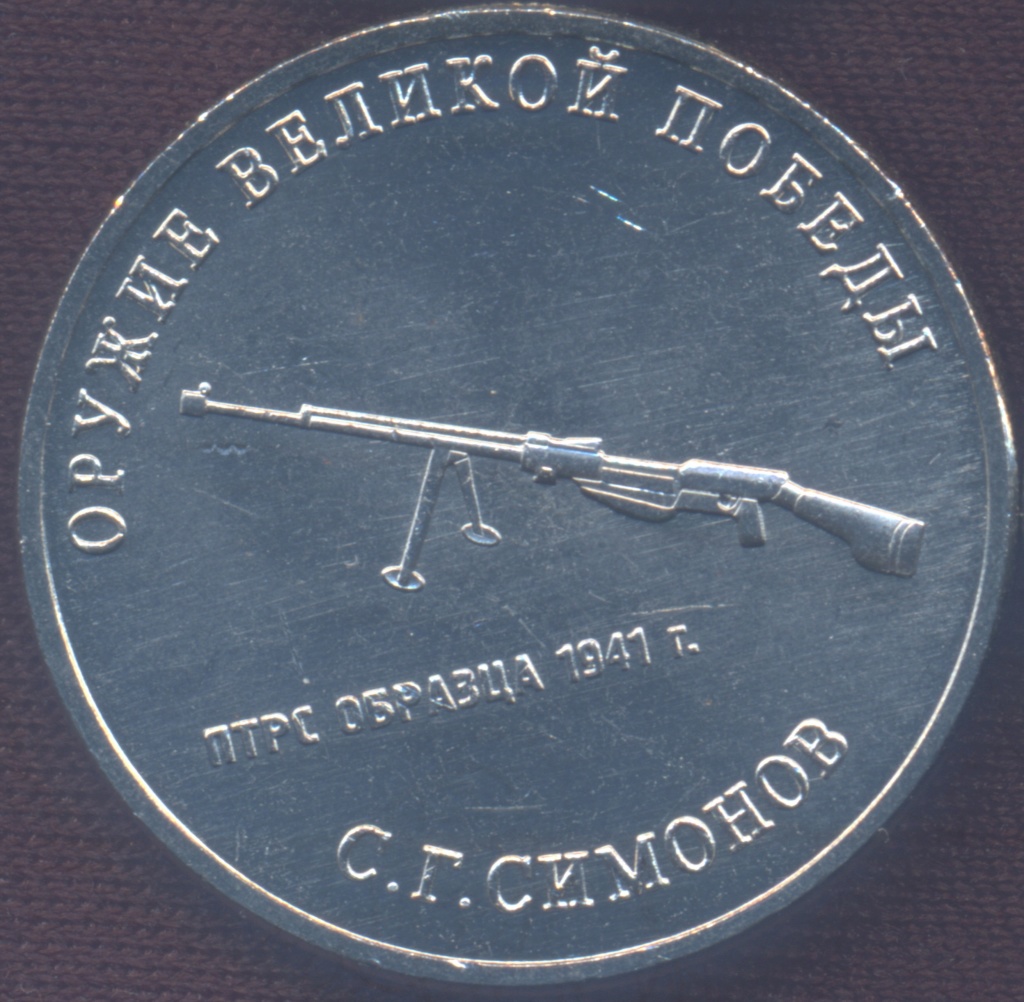 ОРУЖИЕ ВЕЛИКОЙ ПОБЕДЫ
ПТРС ОБРАЗЦА 1941 г.
С.Г.СИМОНОВ